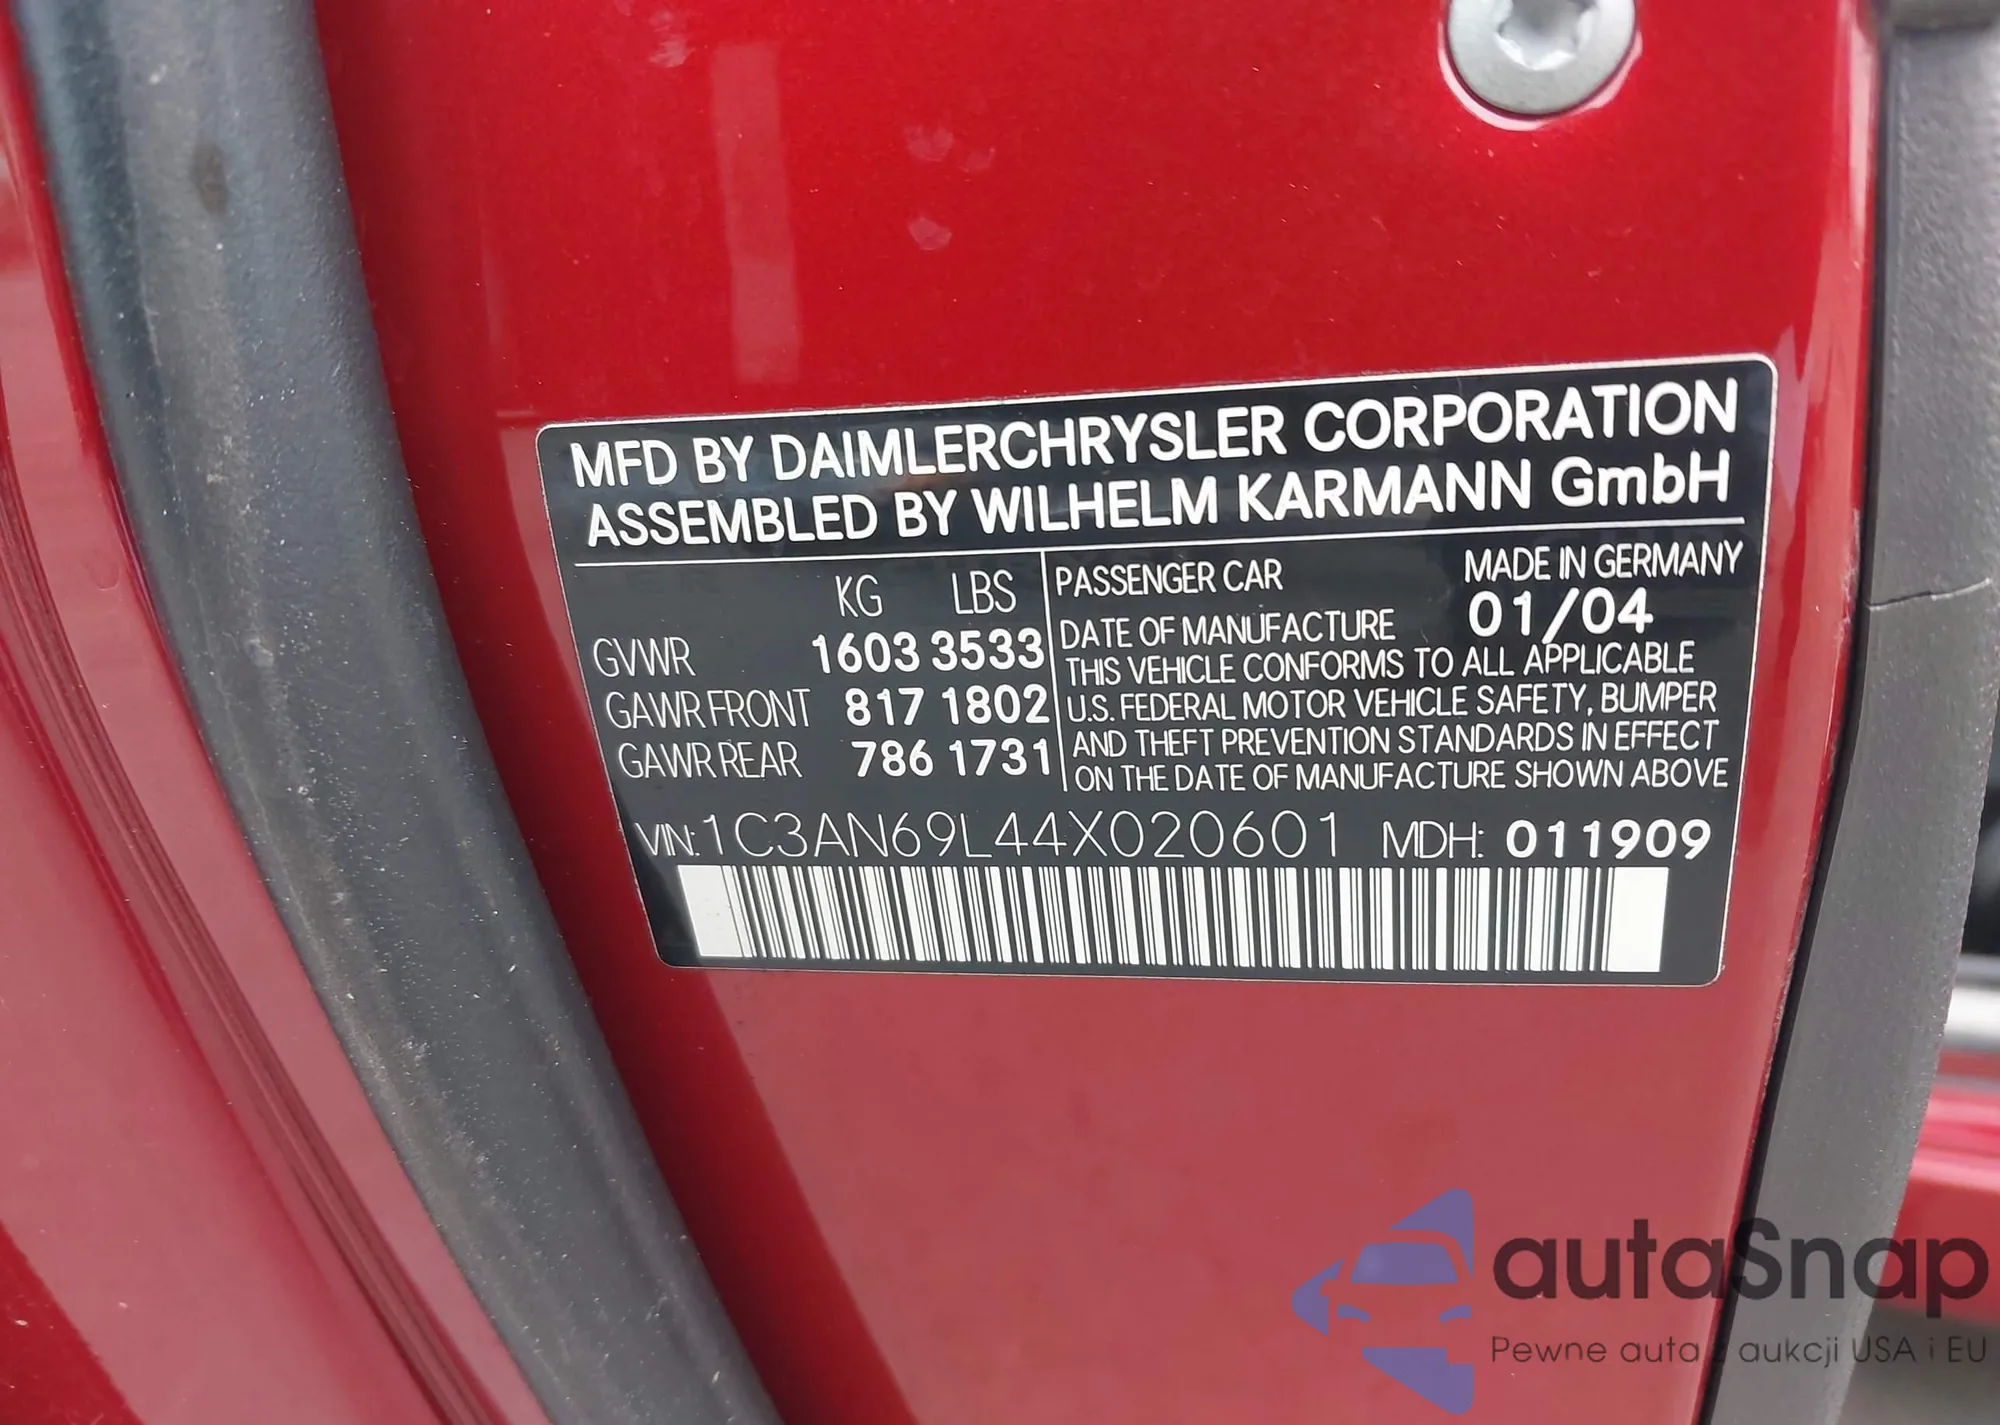 MFD BY DAIMLERCHRYSLER CORPORATION
ASSEMBLED BY WILHELM KARMANN GmbH
KG LBS
GVWR 1603 3533
GAWR FRONT 817 1802
GAWR REAR 786 1731
PASSENGER CAR MADE IN GERMANY
DATE OF MANUFACTURE 01/04
THIS VEHICLE CONFORMS TO ALL APPLICABLE
U.S. FEDERAL MOTOR VEHICLE SAFETY, BUMPER
AND THEFT PREVENTION STANDARDS IN EFFECT
ON THE DATE OF MANUFACTURE SHOWN ABOVE
VIN: 1C3AN69L44X020601 MDH: 011909
autaSnap
Pewne auta z aukcji USA i EU